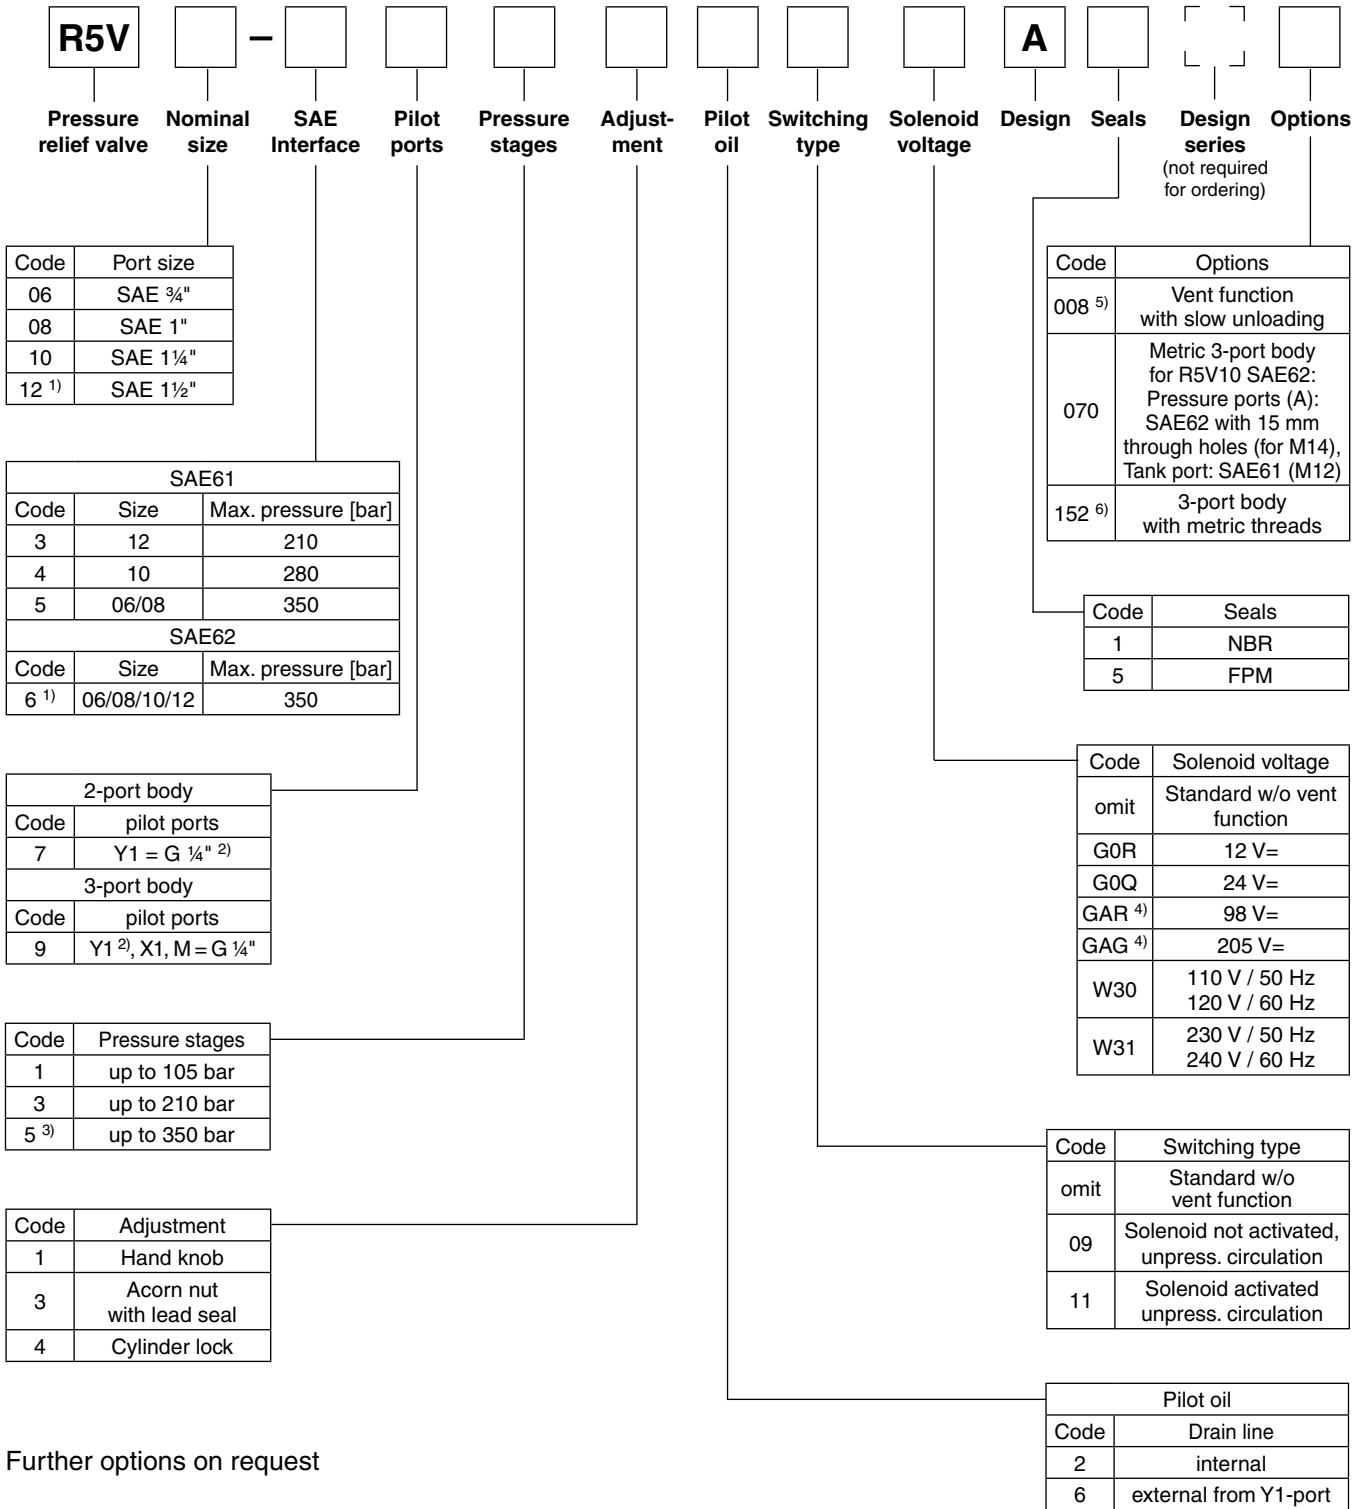 R5V – A
Pressure relief valve
Nominal size
SAE Interface
Pilot ports
Pressure stages
Adjust- ment
Pilot oil
Switching type
Solenoid voltage
Design
Seals
Design series (not required for ordering)
Options
Code Port size
06 SAE ¾"
08 SAE 1"
10 SAE 1¼"
12 1) SAE 1½"
SAE61
Code Size Max. pressure [bar]
3 12 210
4 10 280
5 06/08 350
SAE62
Code Size Max. pressure [bar]
6 1) 06/08/10/12 350
2-port body
Code pilot ports
7 Y1 = G ¼" 2)
3-port body
Code pilot ports
9 Y1 2), X1, M = G ¼"
Code Pressure stages
1 up to 105 bar
3 up to 210 bar
5 3) up to 350 bar
Code Adjustment
1 Hand knob
3 Acorn nut
with lead seal
4 Cylinder lock
Further options on request
Code Options
008 5) Vent function
with slow unloading
070 Metric 3-port body
for R5V10 SAE62:
Pressure ports (A):
SAE62 with 15 mm
through holes (for M14),
Tank port: SAE61 (M12)
152 6) 3-port body
with metric threads
Code Seals
1 NBR
5 FPM
Code Solenoid voltage
omit Standard w/o vent
function
G0R 12 V=
G0Q 24 V=
GAR 4) 98 V=
GAG 4) 205 V=
W30 110 V / 50 Hz
120 V / 60 Hz
W31 230 V / 50 Hz
240 V / 60 Hz
Code Switching type
omit Standard w/o
vent function
09 Solenoid not activated,
unpress. circulation
11 Solenoid activated
unpress. circulation
Pilot oil
Code Drain line
2 internal
6 external from Y1-port